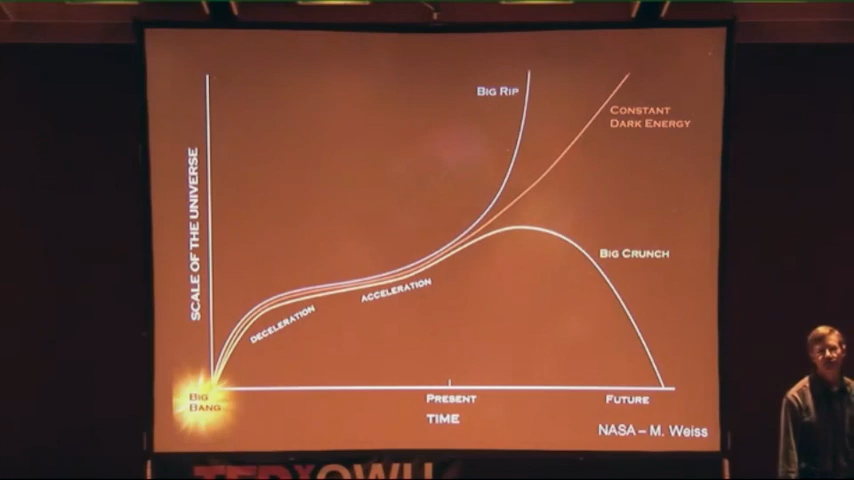 BIG RIP
CONSTANT
DARK ENERGY
SCALE OF THE UNIVERSE
BIG CRUNCH
ACCELERATION
DECELERATION
BIG
BANG
PRESENT
FUTURE
TIME
NASA – M. Weiss
TEDxOWU